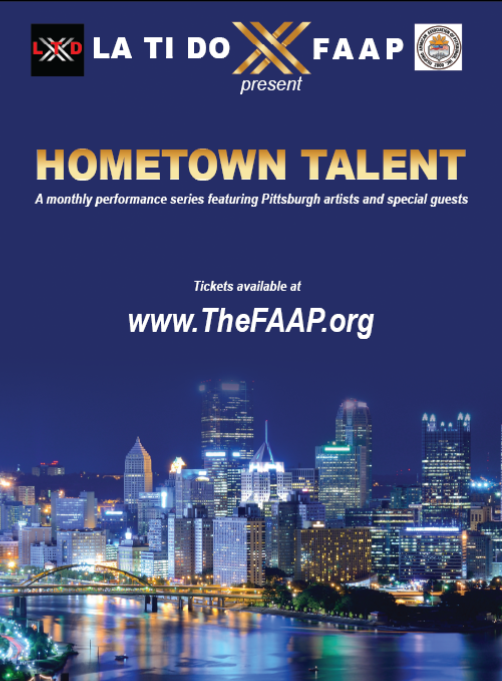 LTD
LA TI DO X FAAP
present
HOMETOWN TALENT
A monthly performance series featuring Pittsburgh artists and special guests
Tickets available at
www.TheFAAP.org